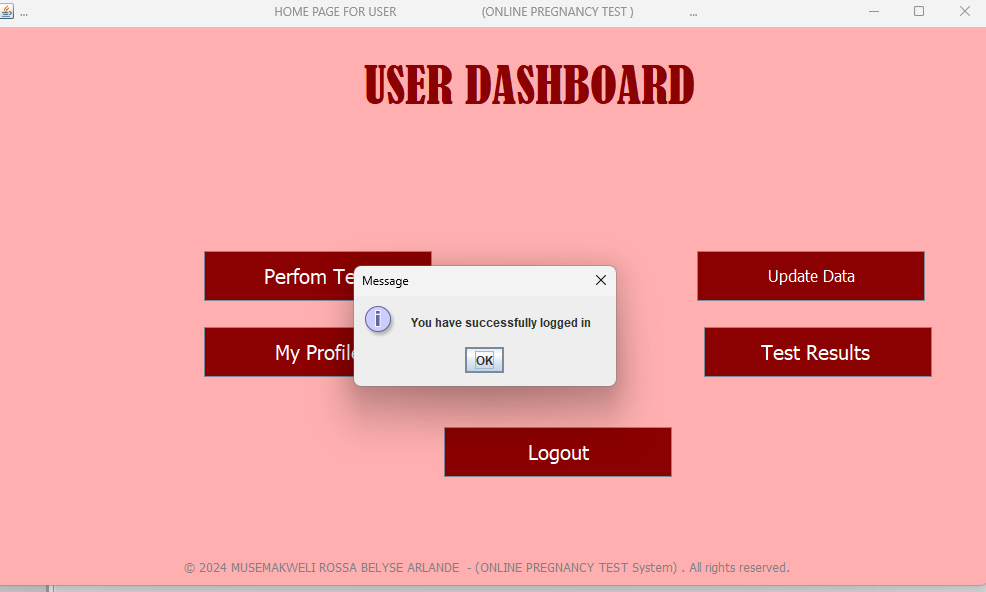 ... HOME PAGE FOR USER (ONLINE PREGNANCY TEST ) ...
USER DASHBOARD
Perfom Te
Update Data
Message
You have successfully logged in
OK
My Profile
Test Results
Logout
© 2024 MUSEMAKWELI ROSSA BELYSE ARLANDE - (ONLINE PREGNANCY TEST System) . All rights reserved.